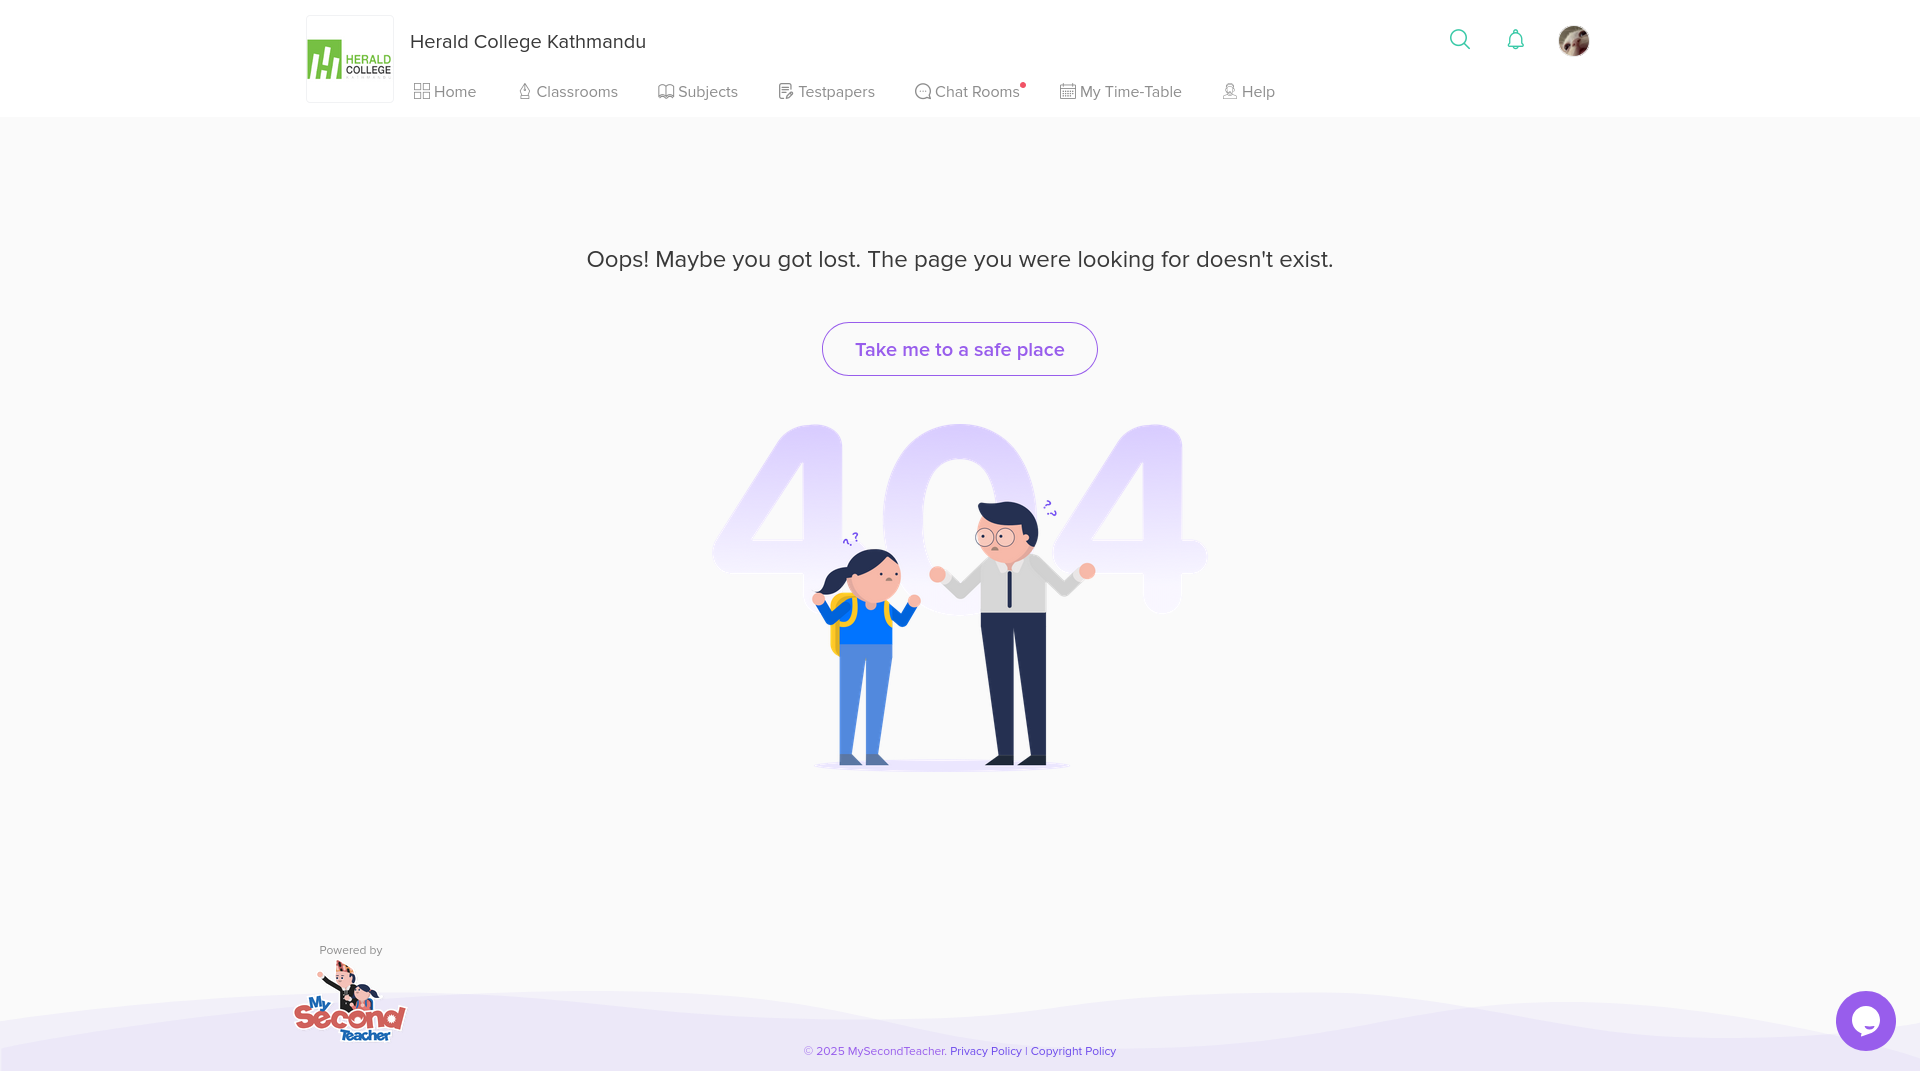 HERALD
COLLEGE
Herald College Kathmandu
Home
Classrooms
Subjects
Testpapers
Chat Rooms
My Time-Table
Help
Oops! Maybe you got lost. The page you were looking for doesn't exist.
Take me to a safe place
404
? ?
? ?
Powered by
My
Second
Teacher
© 2025 MySecondTeacher. Privacy Policy | Copyright Policy